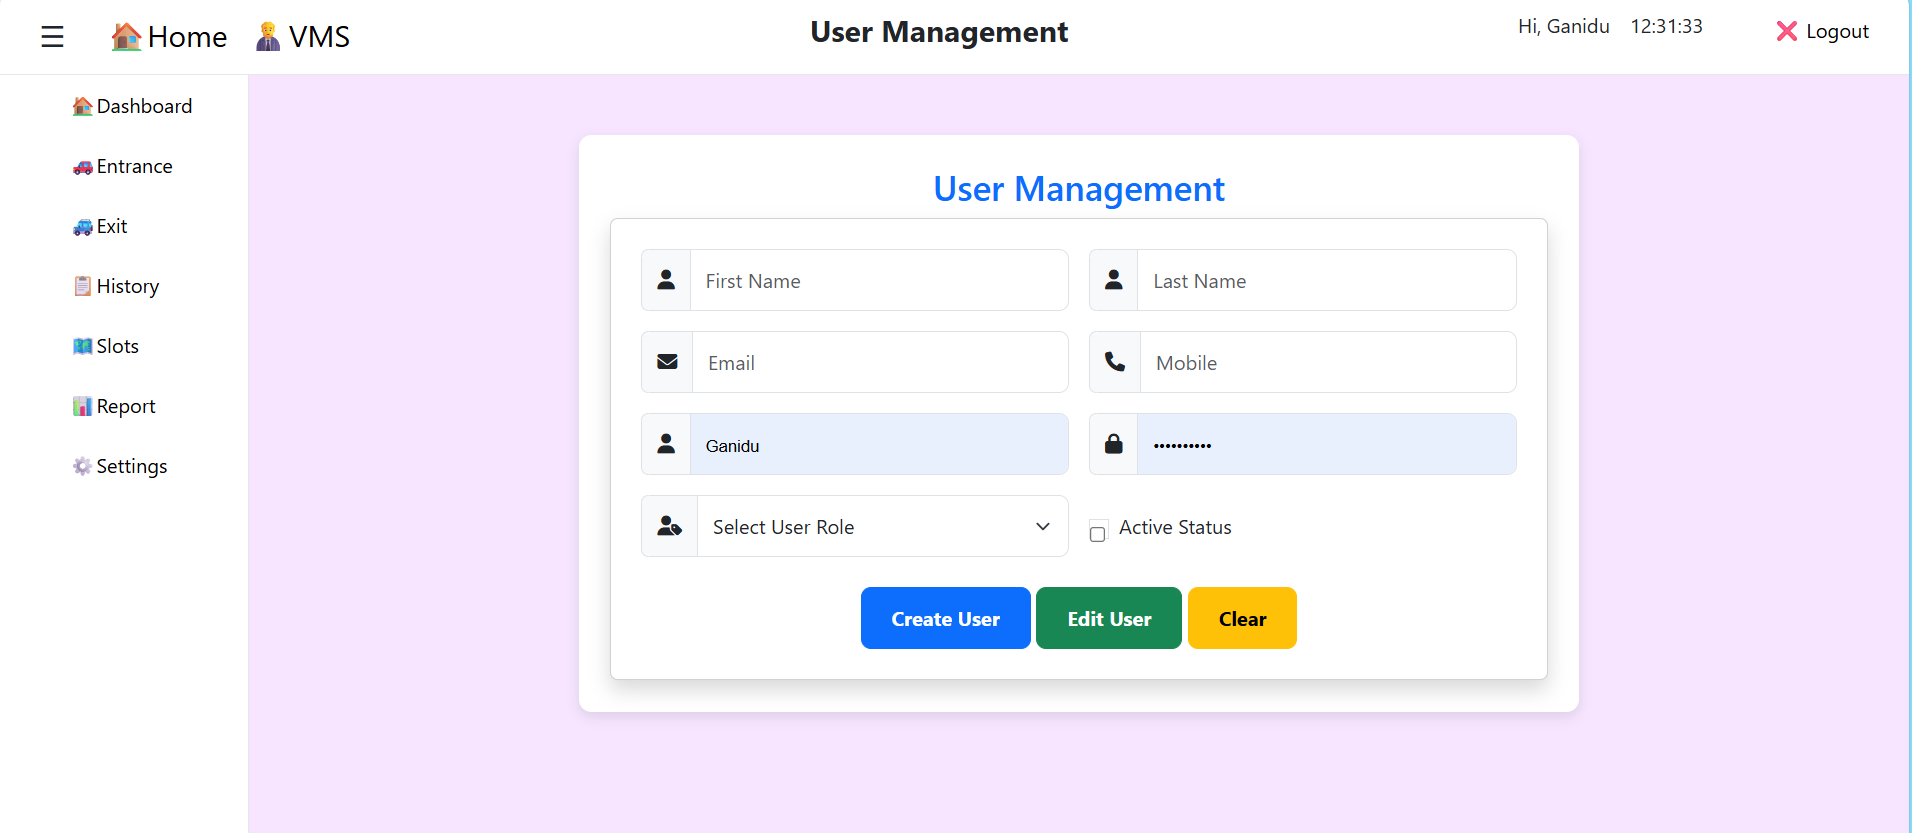 ☰ Home VMS User Management Hi, Ganidu 12:31:33 Logout
Dashboard
Entrance
Exit
History
Slots
Report
Settings
User Management
First Name Last Name
Email Mobile
Ganidu ••••••••••
Select User Role Active Status
Create User Edit User Clear